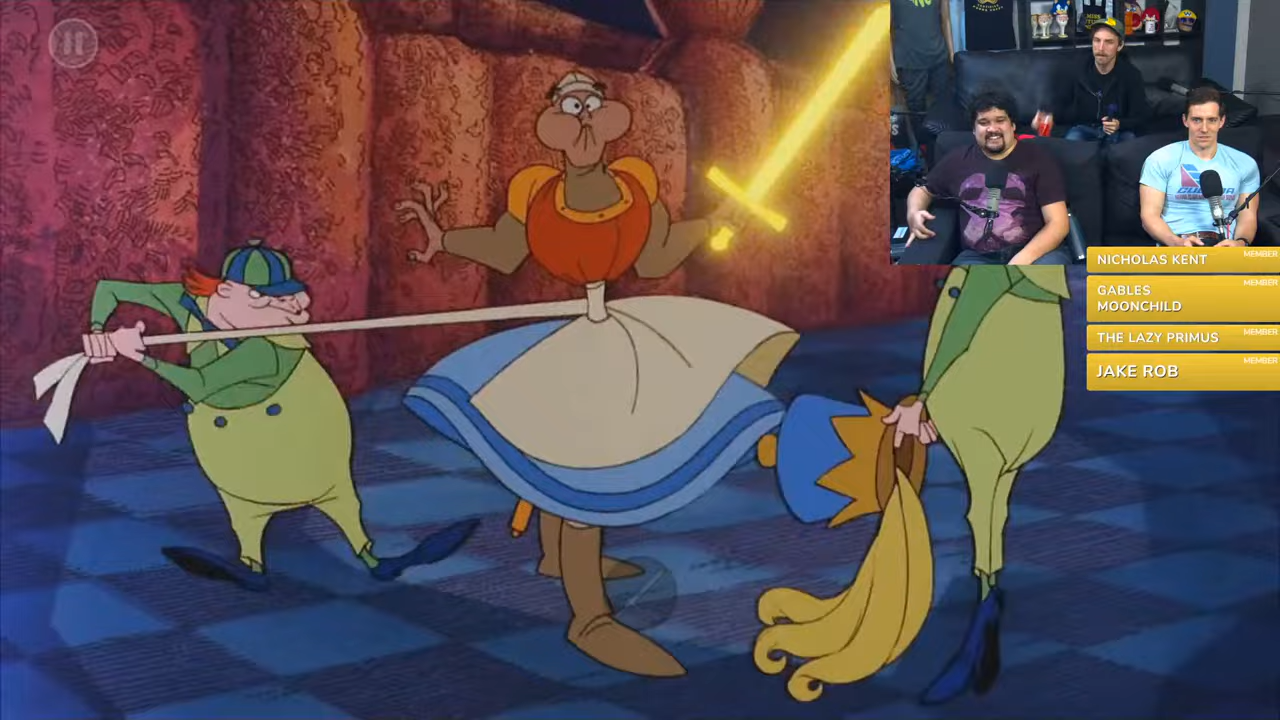 NICHOLAS KENT
MEMBER
GABLES
MOONCHILD
MEMBER
THE LAZY PRIMUS
MEMBER
JAKE ROB
MEMBER